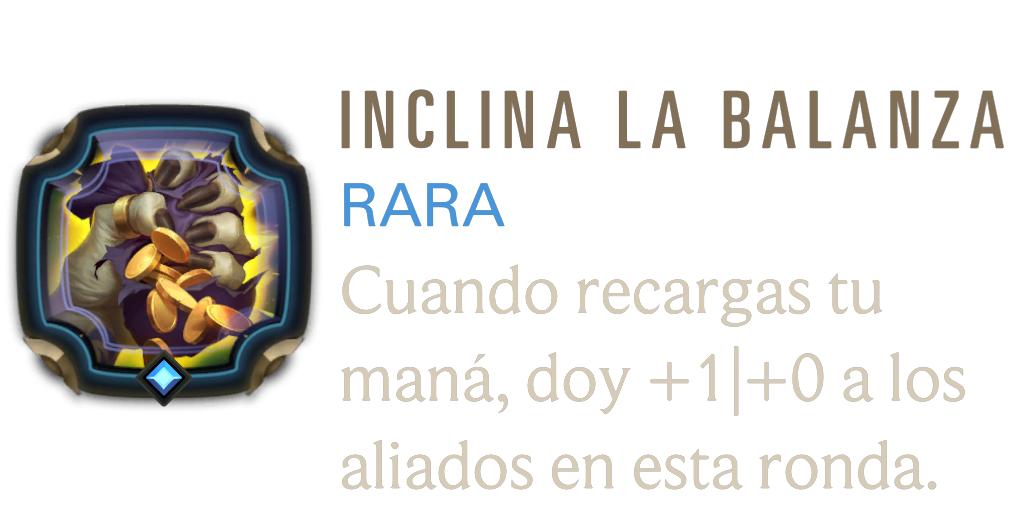 INCLINA LA BALANZA
RARA
Cuando recargas tu
maná, doy +1|+0 a los
aliados en esta ronda.